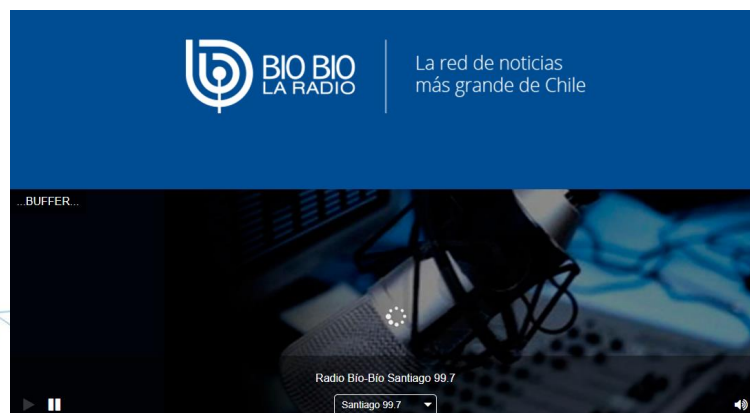 BIO BIO
LA RADIO
La red de noticias
más grande de Chile
...BUFFER...
Radio Bío-Bío Santiago 99.7
Santiago 99.7